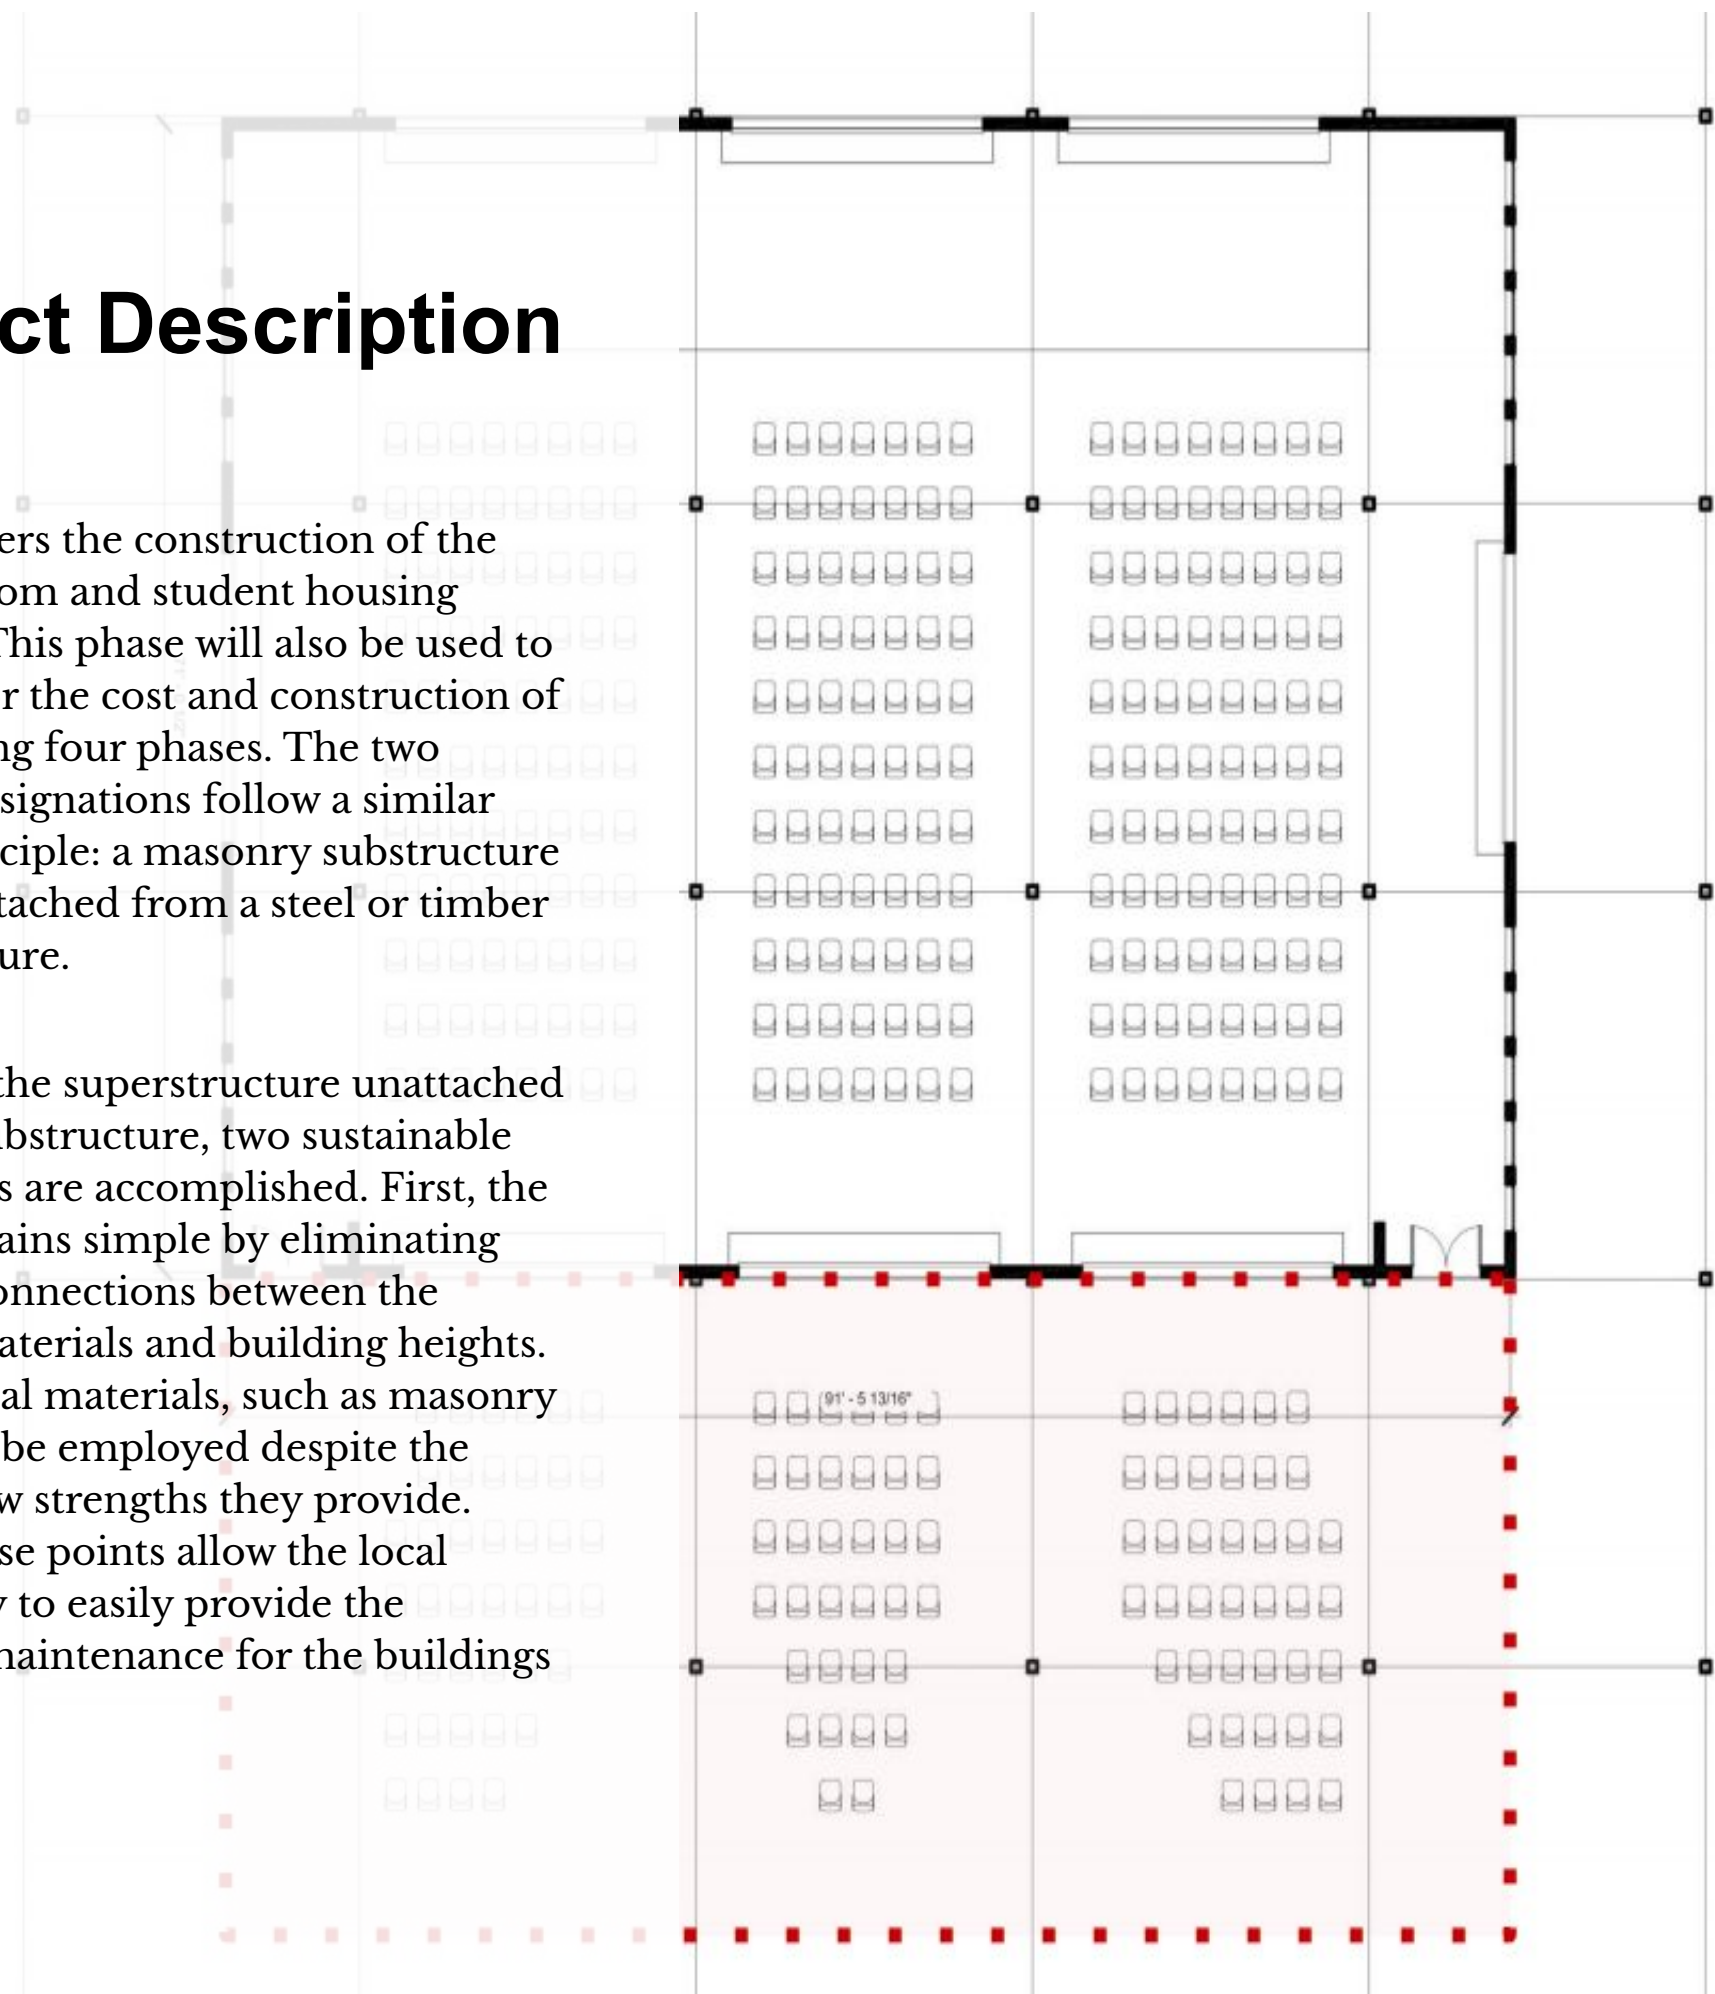 ct Description
ers the construction of the
om and student housing
This phase will also be used to
r the cost and construction of
ng four phases. The two
signations follow a similar
ciple: a masonry substructure
tached from a steel or timber
ure.
the superstructure unattached
bstructure, two sustainable
s are accomplished. First, the
ains simple by eliminating
onnections between the
aterials and building heights.
al materials, such as masonry
be employed despite the
w strengths they provide.
se points allow the local
y to easily provide the
naintenance for the buildings
91' - 5 13/16"